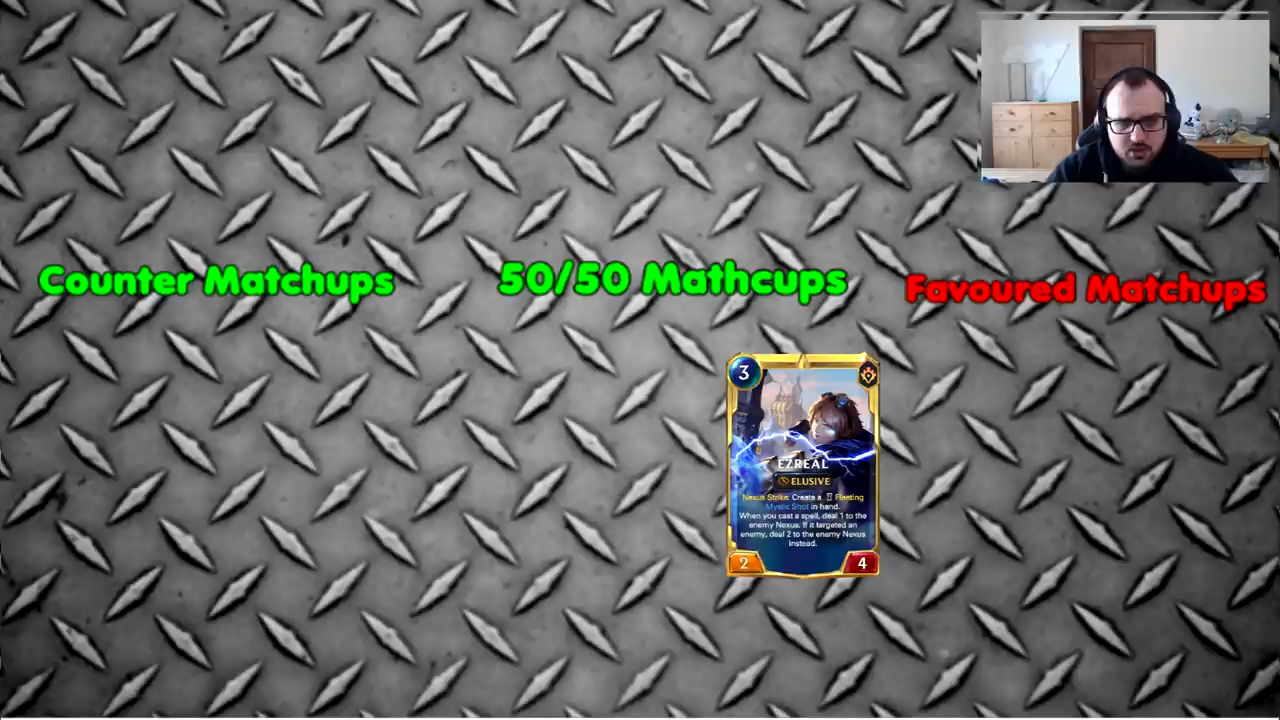 Counter Matchups
50/50 Mathcups
Favoured Matchups
3
EZREAL
ELUSIVE
Nexus Strike: Create a Fleeting
Mystic Shot in hand.
When you cast a spell, deal 1 to the
enemy Nexus. If it targeted an
enemy, deal 2 to the enemy Nexus
instead.
2
4